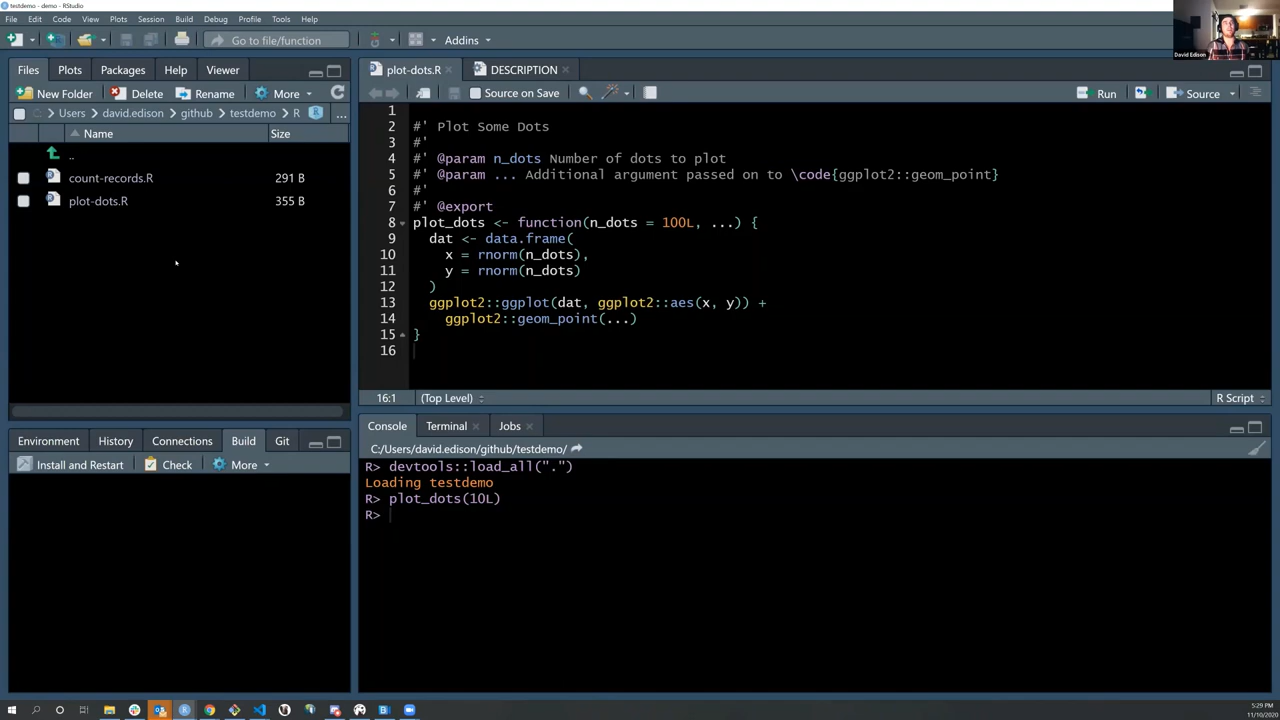 testdemo - demo - RStudio
File Edit Code View Plots Session Build Debug Profile Tools Help
Go to file/function Addins
David Edison
Files Plots Packages Help Viewer
New Folder Delete Rename More
C: Users david.edison github testdemo R ...
Name Size
..
count-records.R 291 B
plot-dots.R 355 B
plot-dots.R DESCRIPTION
Source on Save Run Source
1
2 #' Plot Some Dots
3 #'
4 #' @param n_dots Number of dots to plot
5 #' @param ... Additional argument passed on to \code{ggplot2::geom_point}
6 #'
7 #' @export
8 plot_dots <- function(n_dots = 100L, ...) {
9 dat <- data.frame(
10 x = rnorm(n_dots),
11 y = rnorm(n_dots)
12 )
13 ggplot2::ggplot(dat, ggplot2::aes(x, y)) +
14 ggplot2::geom_point(...)
15 }
16
16:1 (Top Level) R Script
Environment History Connections Build Git
Install and Restart Check More
Console Terminal Jobs
C:/Users/david.edison/github/testdemo/
R> devtools::load_all(".")
Loading testdemo
R> plot_dots(10L)
R>
5:29 PM
11/10/2020